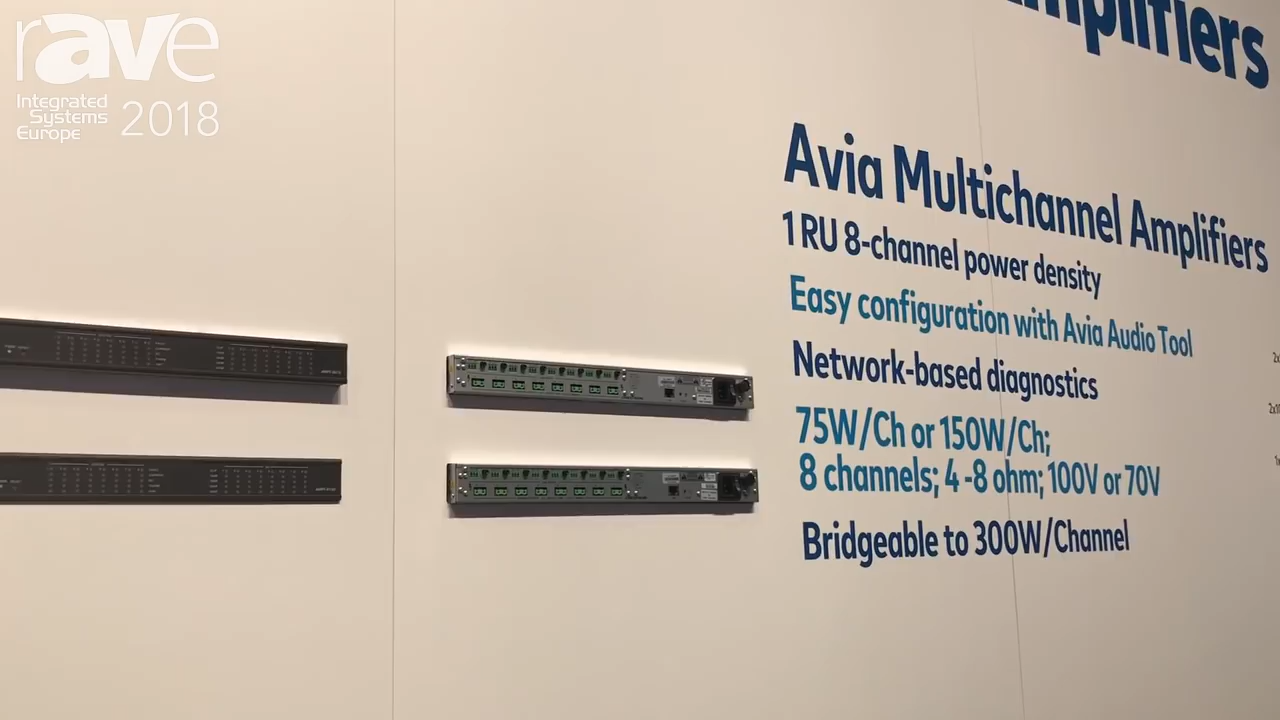 rAVe
Integrated
Systems
Europe 2018
Amplifiers
Avia Multichannel Amplifiers
1 RU 8-channel power density
Easy configuration with Avia Audio Tool
Network-based diagnostics
75W/Ch or 150W/Ch;
8 channels; 4 -8 ohm; 100V or 70V
Bridgeable to 300W/Channel